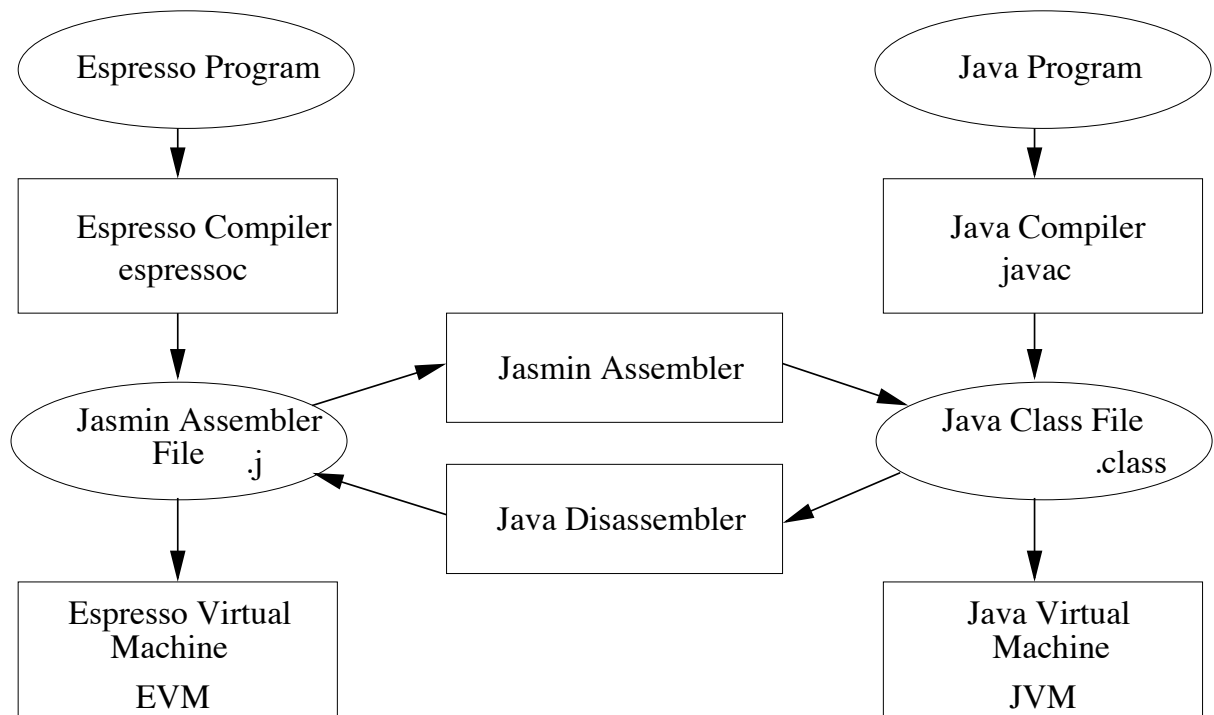 Espresso Program
Java Program
Espresso Compiler
espressoc
Java Compiler
javac
Jasmin Assembler
Jasmin Assembler
File .j
Java Class File
.class
Java Disassembler
Espresso Virtual
Machine
EVM
Java Virtual
Machine
JVM